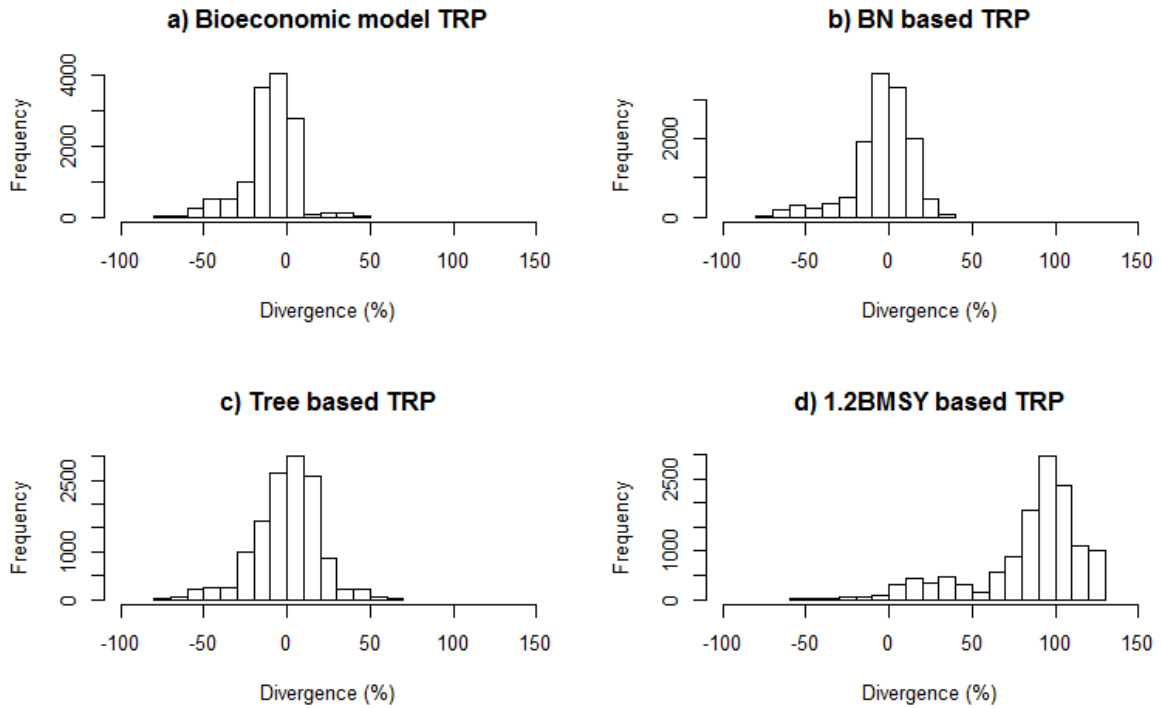 a) Bioeconomic model TRP
Frequency
0 2000 4000
-100 -50 0 50 100 150
Divergence (%)
b) BN based TRP
Frequency
0 2000
-100 -50 0 50 100 150
Divergence (%)
c) Tree based TRP
Frequency
0 1000 2500
-100 -50 0 50 100 150
Divergence (%)
d) 1.2BMSY based TRP
Frequency
0 1000 2500
-100 -50 0 50 100 150
Divergence (%)